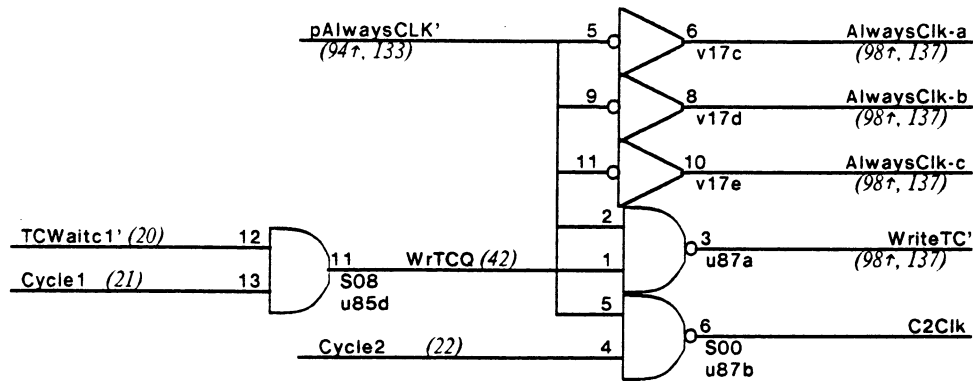 pAlwaysCLK'
(94↑, 133)
5
6
v17c
AlwaysClk-a
(98↑, 137)
9
8
v17d
AlwaysClk-b
(98↑, 137)
11
10
v17e
AlwaysClk-c
(98↑, 137)
TCWaitc1' (20)
12
Cycle1 (21)
13
11
S08
u85d
WrTCQ (42)
2
1
3
u87a
WriteTC'
(98↑, 137)
5
4
Cycle2 (22)
6
S00
u87b
C2Clk